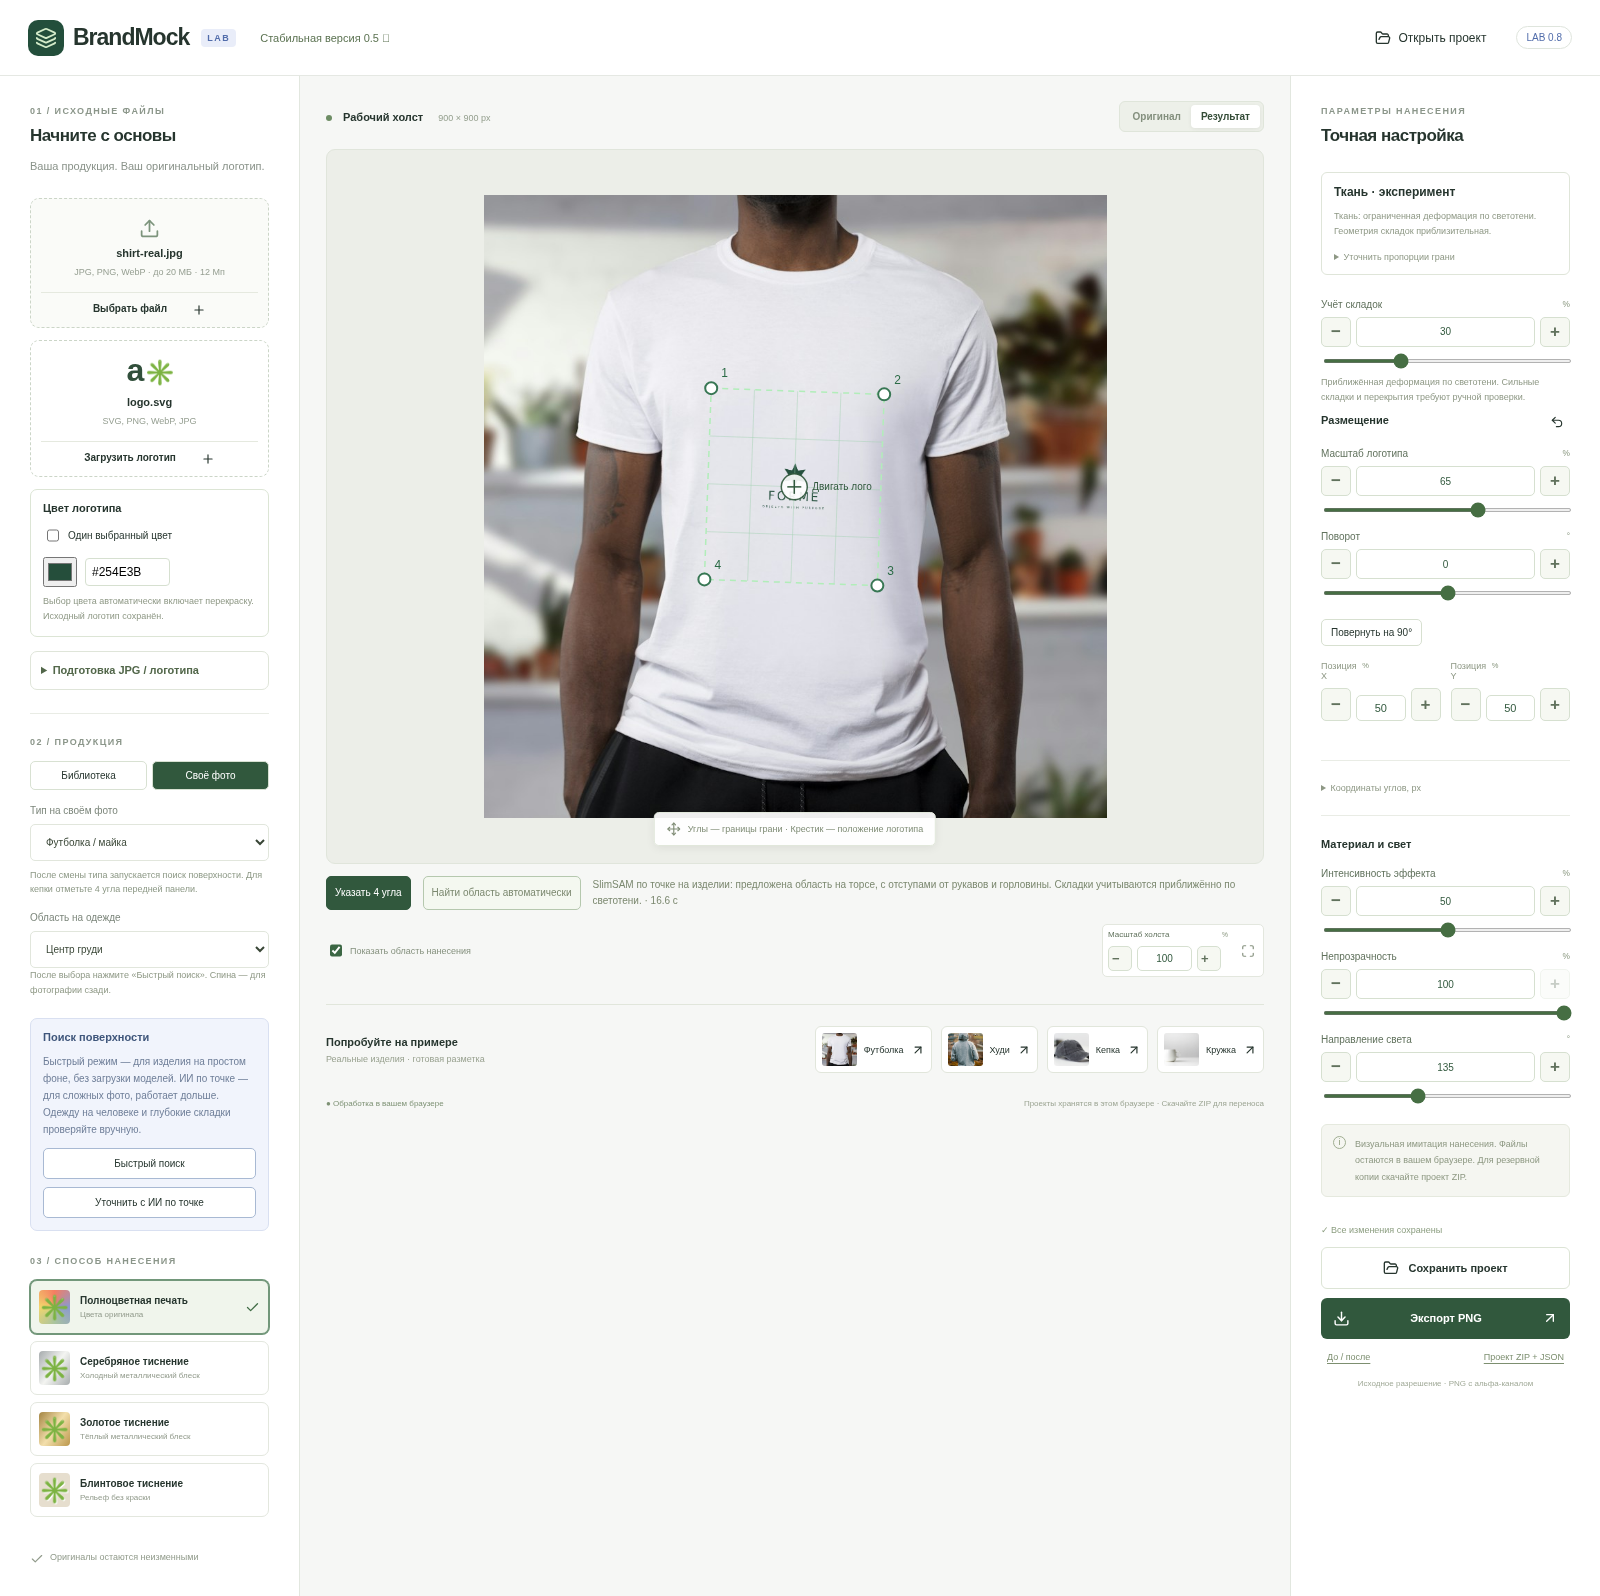 BrandMock LAB Стабильная версия 0.5
Открыть проект LAB 0.8
01 / ИСХОДНЫЕ ФАЙЛЫ
Начните с основы
Ваша продукция. Ваш оригинальный логотип.
shirt-real.jpg
JPG, PNG, WebP · до 20 МБ · 12 Мп
Выбрать файл +
a
logo.svg
SVG, PNG, WebP, JPG
Загрузить логотип +
Цвет логотипа
Один выбранный цвет
#254E3B
Выбор цвета автоматически включает перекраску.
Исходный логотип сохранён.
Подготовка JPG / логотипа
02 / ПРОДУКЦИЯ
Библиотека Своё фото
Тип на своём фото
Футболка / майка
После смены типа запускается поиск поверхности. Для
кепки отметьте 4 угла передней панели.
Область на одежде
Центр груди
После выбора нажмите «Быстрый поиск». Спина — для
фотографии сзади.
Поиск поверхности
Быстрый режим — для изделия на простом
фоне, без загрузки моделей. ИИ по точке —
для сложных фото, работает дольше.
Одежду на человеке и глубокие складки
проверяйте вручную.
Быстрый поиск
Уточнить с ИИ по точке
03 / СПОСОБ НАНЕСЕНИЯ
Полноцветная печать
Цвета оригинала
Серебряное тиснение
Холодный металлический блеск
Золотое тиснение
Тёплый металлический блеск
Блинтовое тиснение
Рельеф без краски
Оригиналы остаются неизменными
Рабочий холст 900 × 900 px
Оригинал Результат
1
2
Двигать лого
4
3
Углы — границы грани · Крестик — положение логотипа
Указать 4 угла Найти область автоматически
SlimSAM по точке на изделии: предложена область на торсе, с отступами от рукавов и горловины. Складки учитываются приближённо по
светотени. · 16.6 с
Показать область нанесения
Масштаб холста %
− 100 +
Попробуйте на примере
Реальные изделия · готовая разметка
Футболка Худи Кепка Кружка
● Обработка в вашем браузере
Проекты хранятся в этом браузере · Скачайте ZIP для переноса
ПАРАМЕТРЫ НАНЕСЕНИЯ
Точная настройка
Ткань · эксперимент
Ткань: ограниченная деформация по светотени.
Геометрия складок приблизительная.
Уточнить пропорции грани
Учёт складок %
− 30 +
Приближённая деформация по светотени. Сильные
складки и перекрытия требуют ручной проверки.
Размещение
Масштаб логотипа %
− 65 +
Поворот °
− 0 +
Повернуть на 90°
Позиция X % Позиция Y %
− 50 + − 50 +
Координаты углов, px
Материал и свет
Интенсивность эффекта %
− 50 +
Непрозрачность %
− 100 +
Направление света °
− 135 +
Визуальная имитация нанесения. Файлы
остаются в вашем браузере. Для резервной
копии скачайте проект ZIP.
✓ Все изменения сохранены
Сохранить проект
Экспорт PNG
До / после Проект ZIP + JSON
Исходное разрешение · PNG с альфа-каналом